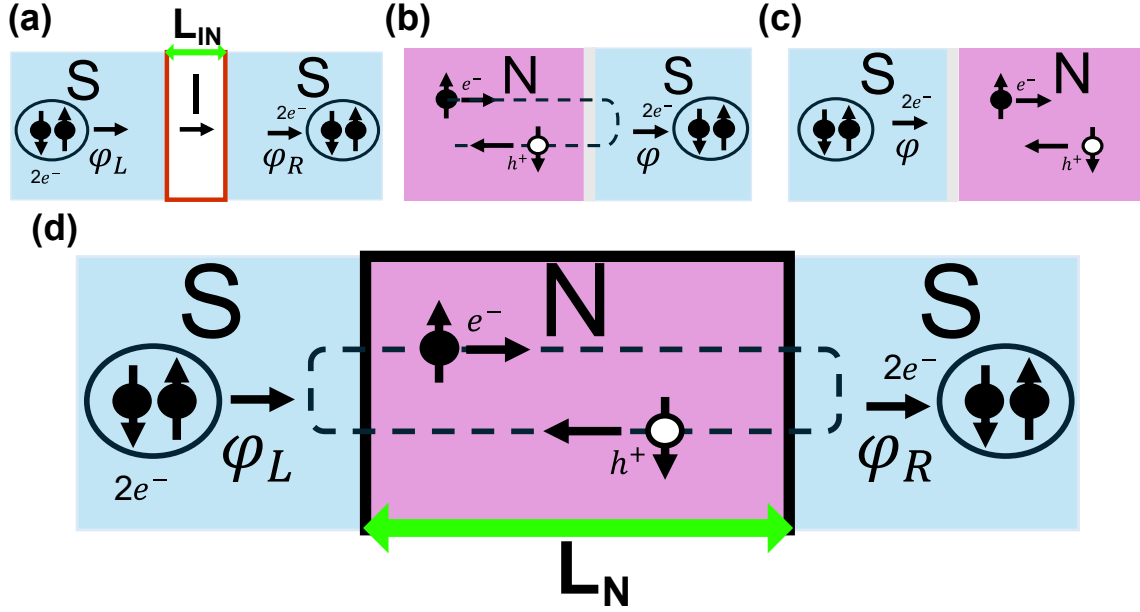 (a)
L_IN
S
I
S
2e⁻
φ_L
φ_R
2e⁻
(b)
N
S
e⁻
h⁺
2e⁻
φ
(c)
S
N
2e⁻
φ
e⁻
h⁺
(d)
S
N
S
e⁻
2e⁻
φ_L
h⁺
φ_R
2e⁻
L_N